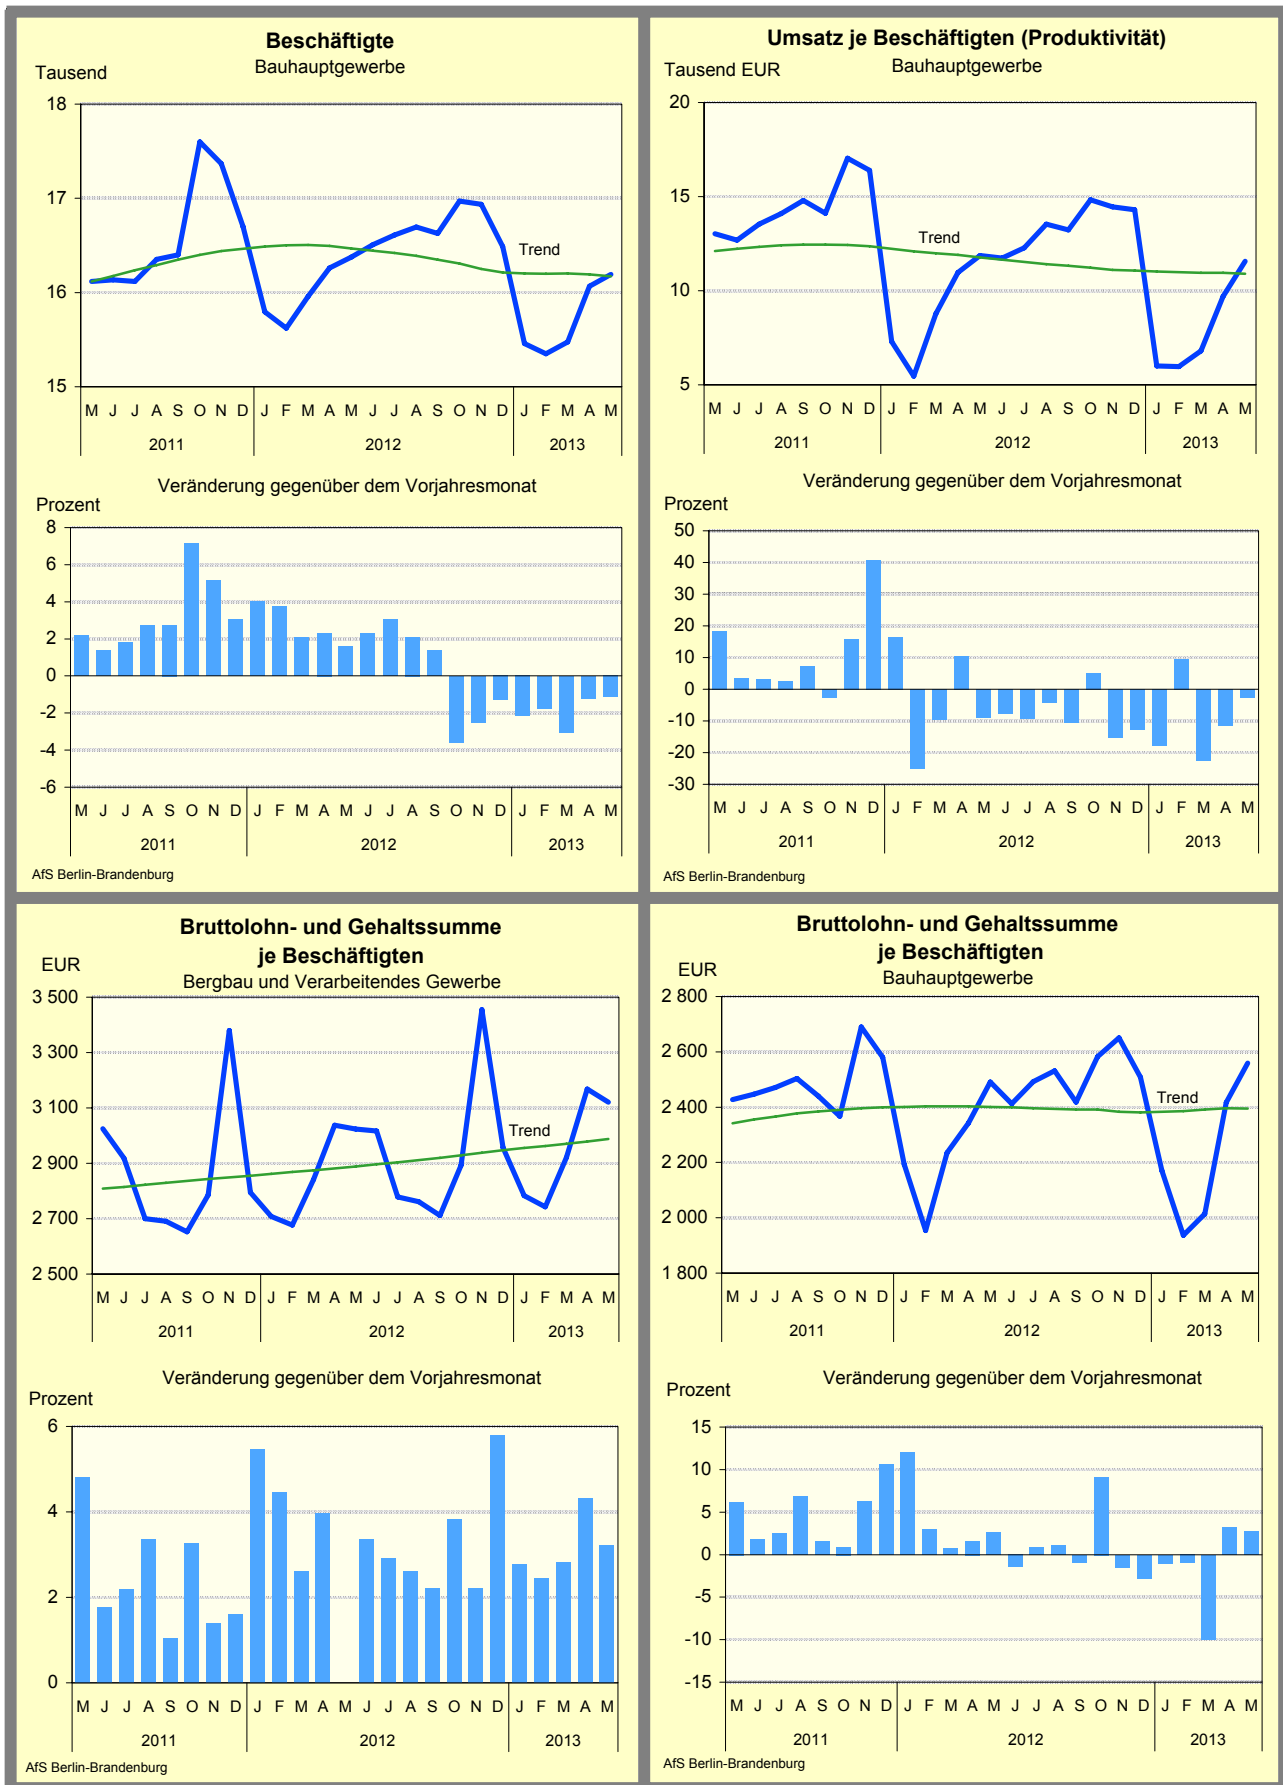 Beschäftigte
Bauhauptgewerbe
Tausend
18
17
16
15
Trend
M J J A S O N D J F M A M J J A S O N D J F M A M
2011 2012 2013
Veränderung gegenüber dem Vorjahresmonat
Prozent
8
6
4
2
0
-2
-4
-6
M J J A S O N D J F M A M J J A S O N D J F M A M
2011 2012 2013
AfS Berlin-Brandenburg
Umsatz je Beschäftigten (Produktivität)
Bauhauptgewerbe
Tausend EUR
20
15
10
5
Trend
M J J A S O N D J F M A M J J A S O N D J F M A M
2011 2012 2013
Veränderung gegenüber dem Vorjahresmonat
Prozent
50
40
30
20
10
0
-10
-20
-30
M J J A S O N D J F M A M J J A S O N D J F M A M
2011 2012 2013
AfS Berlin-Brandenburg
Bruttolohn- und Gehaltssumme
je Beschäftigten
Bergbau und Verarbeitendes Gewerbe
EUR
3 500
3 300
3 100
2 900
2 700
2 500
Trend
M J J A S O N D J F M A M J J A S O N D J F M A M
2011 2012 2013
Veränderung gegenüber dem Vorjahresmonat
Prozent
6
4
2
0
M J J A S O N D J F M A M J J A S O N D J F M A M
2011 2012 2013
AfS Berlin-Brandenburg
Bruttolohn- und Gehaltssumme
je Beschäftigten
Bauhauptgewerbe
EUR
2 800
2 600
2 400
2 200
2 000
1 800
Trend
M J J A S O N D J F M A M J J A S O N D J F M A M
2011 2012 2013
Veränderung gegenüber dem Vorjahresmonat
Prozent
15
10
5
0
-5
-10
-15
M J J A S O N D J F M A M J J A S O N D J F M A M
2011 2012 2013
AfS Berlin-Brandenburg